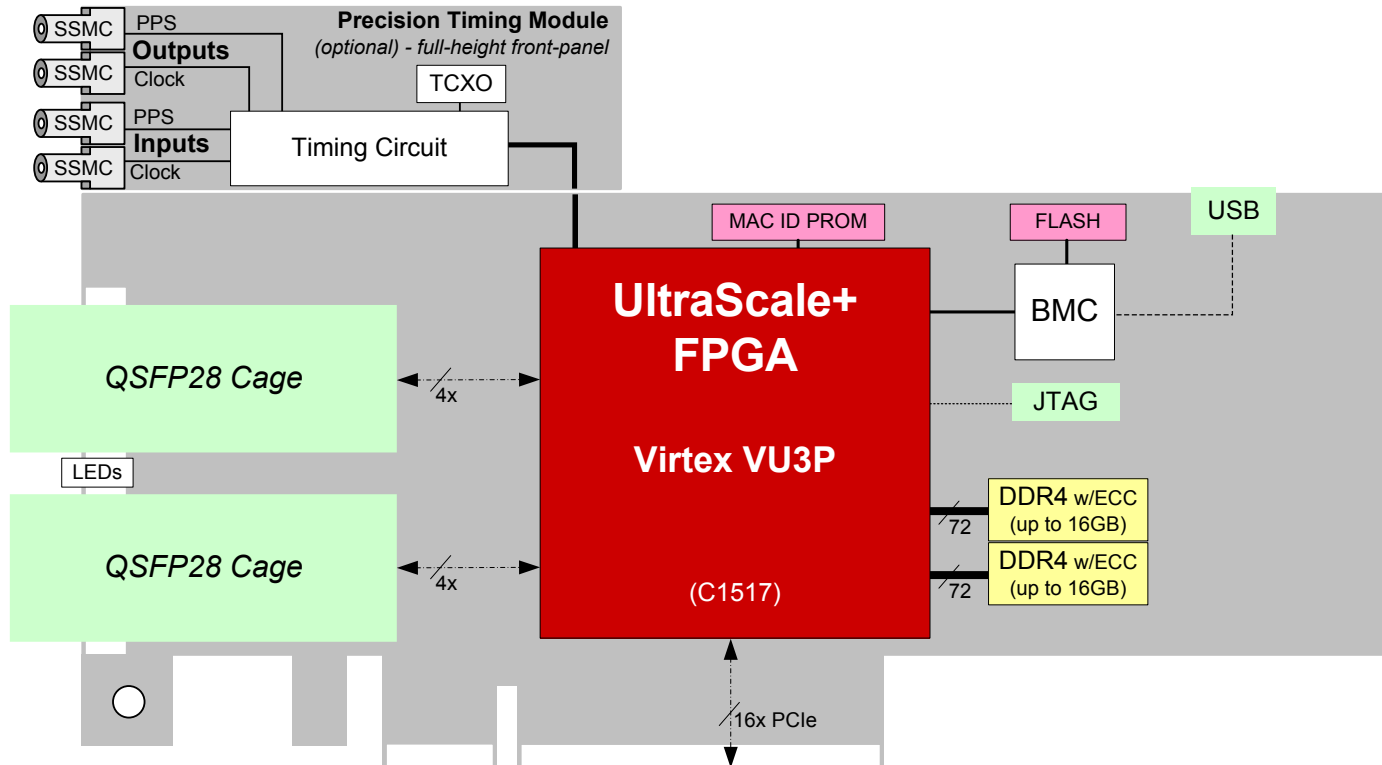 SSMC
PPS
Outputs
SSMC
Clock
SSMC
PPS
Inputs
SSMC
Clock
Precision Timing Module
(optional) - full-height front-panel
TCXO
Timing Circuit
MAC ID PROM
FLASH
USB
UltraScale+
FPGA
BMC
QSFP28 Cage
4x
JTAG
Virtex VU3P
LEDs
DDR4 w/ECC
(up to 16GB)
72
QSFP28 Cage
4x
DDR4 w/ECC
(up to 16GB)
72
(C1517)
16x PCIe